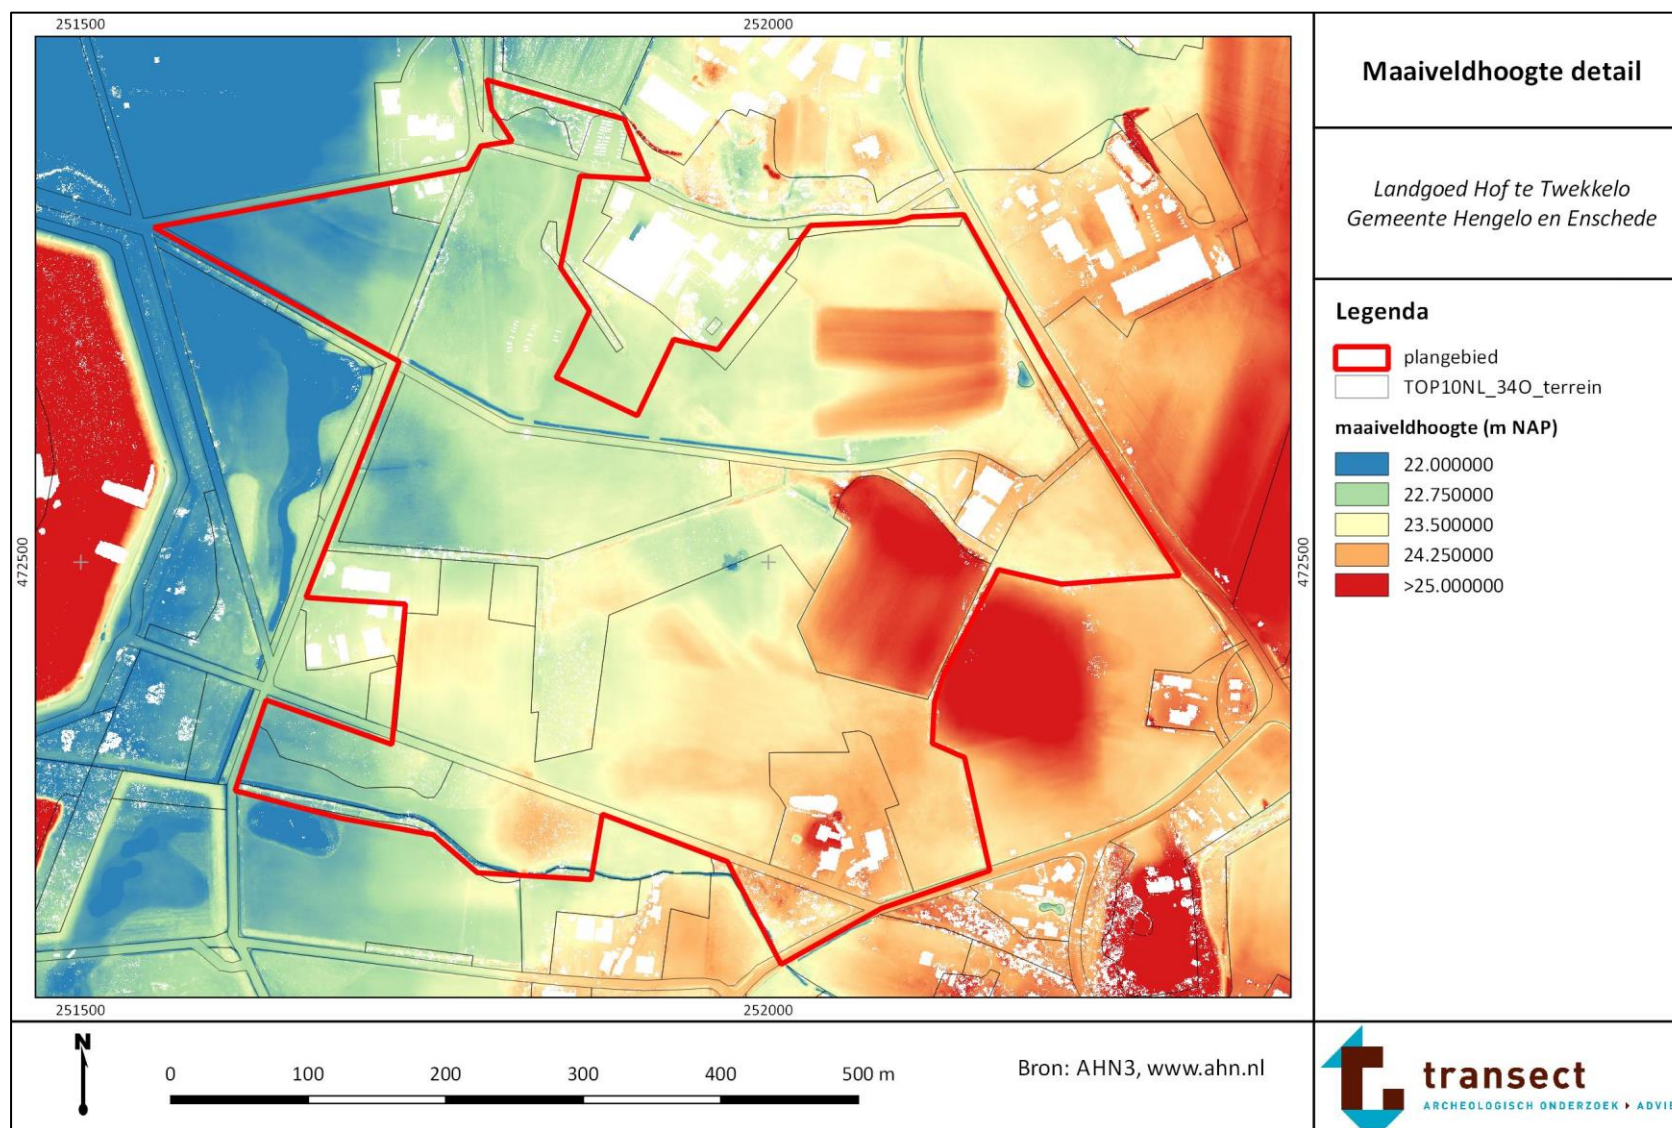 251500
252000
Maaiveldhoogte detail
Landgoed Hof te Twekkelo
Gemeente Hengelo en Enschede
Legenda
plangebied
TOP10NL_34O_terrein
maaiveldhoogte (m NAP)
22.000000
22.750000
23.500000
24.250000
>25.000000
472500
472500
251500
252000
N
0
100
200
300
400
500 m
Bron: AHN3, www.ahn.nl
transect
ARCHEOLOGISCH ONDERZOEK ▸ ADVIE